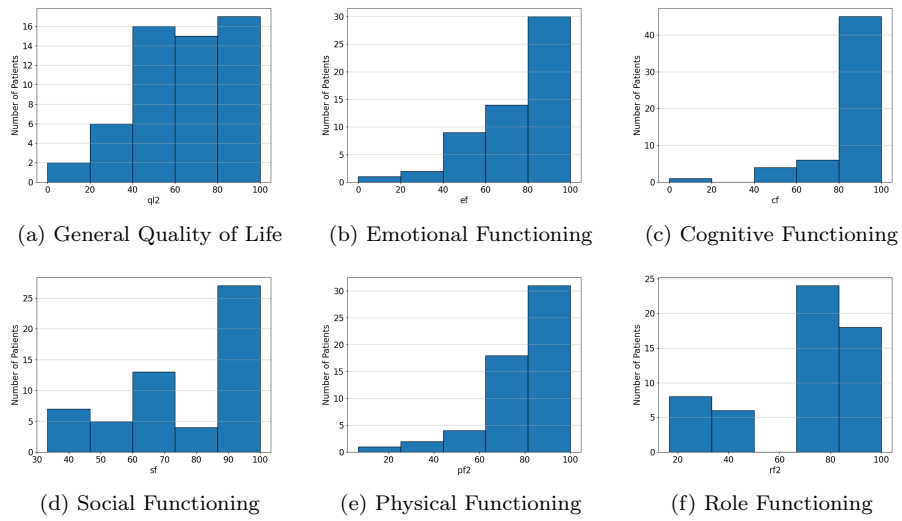 16
14
12
10
8
6
4
2
0
Number of Patients
0 20 40 60 80 100
ql2
30
25
20
15
10
5
0
Number of Patients
0 20 40 60 80 100
ef
40
30
20
10
0
Number of Patients
0 20 40 60 80 100
cf
(a) General Quality of Life
(b) Emotional Functioning
(c) Cognitive Functioning
25
20
15
10
5
0
Number of Patients
30 40 50 60 70 80 90 100
sf
30
25
20
15
10
5
0
Number of Patients
20 40 60 80 100
pf2
25
20
15
10
5
0
Number of Patients
20 40 60 80 100
rf2
(d) Social Functioning
(e) Physical Functioning
(f) Role Functioning